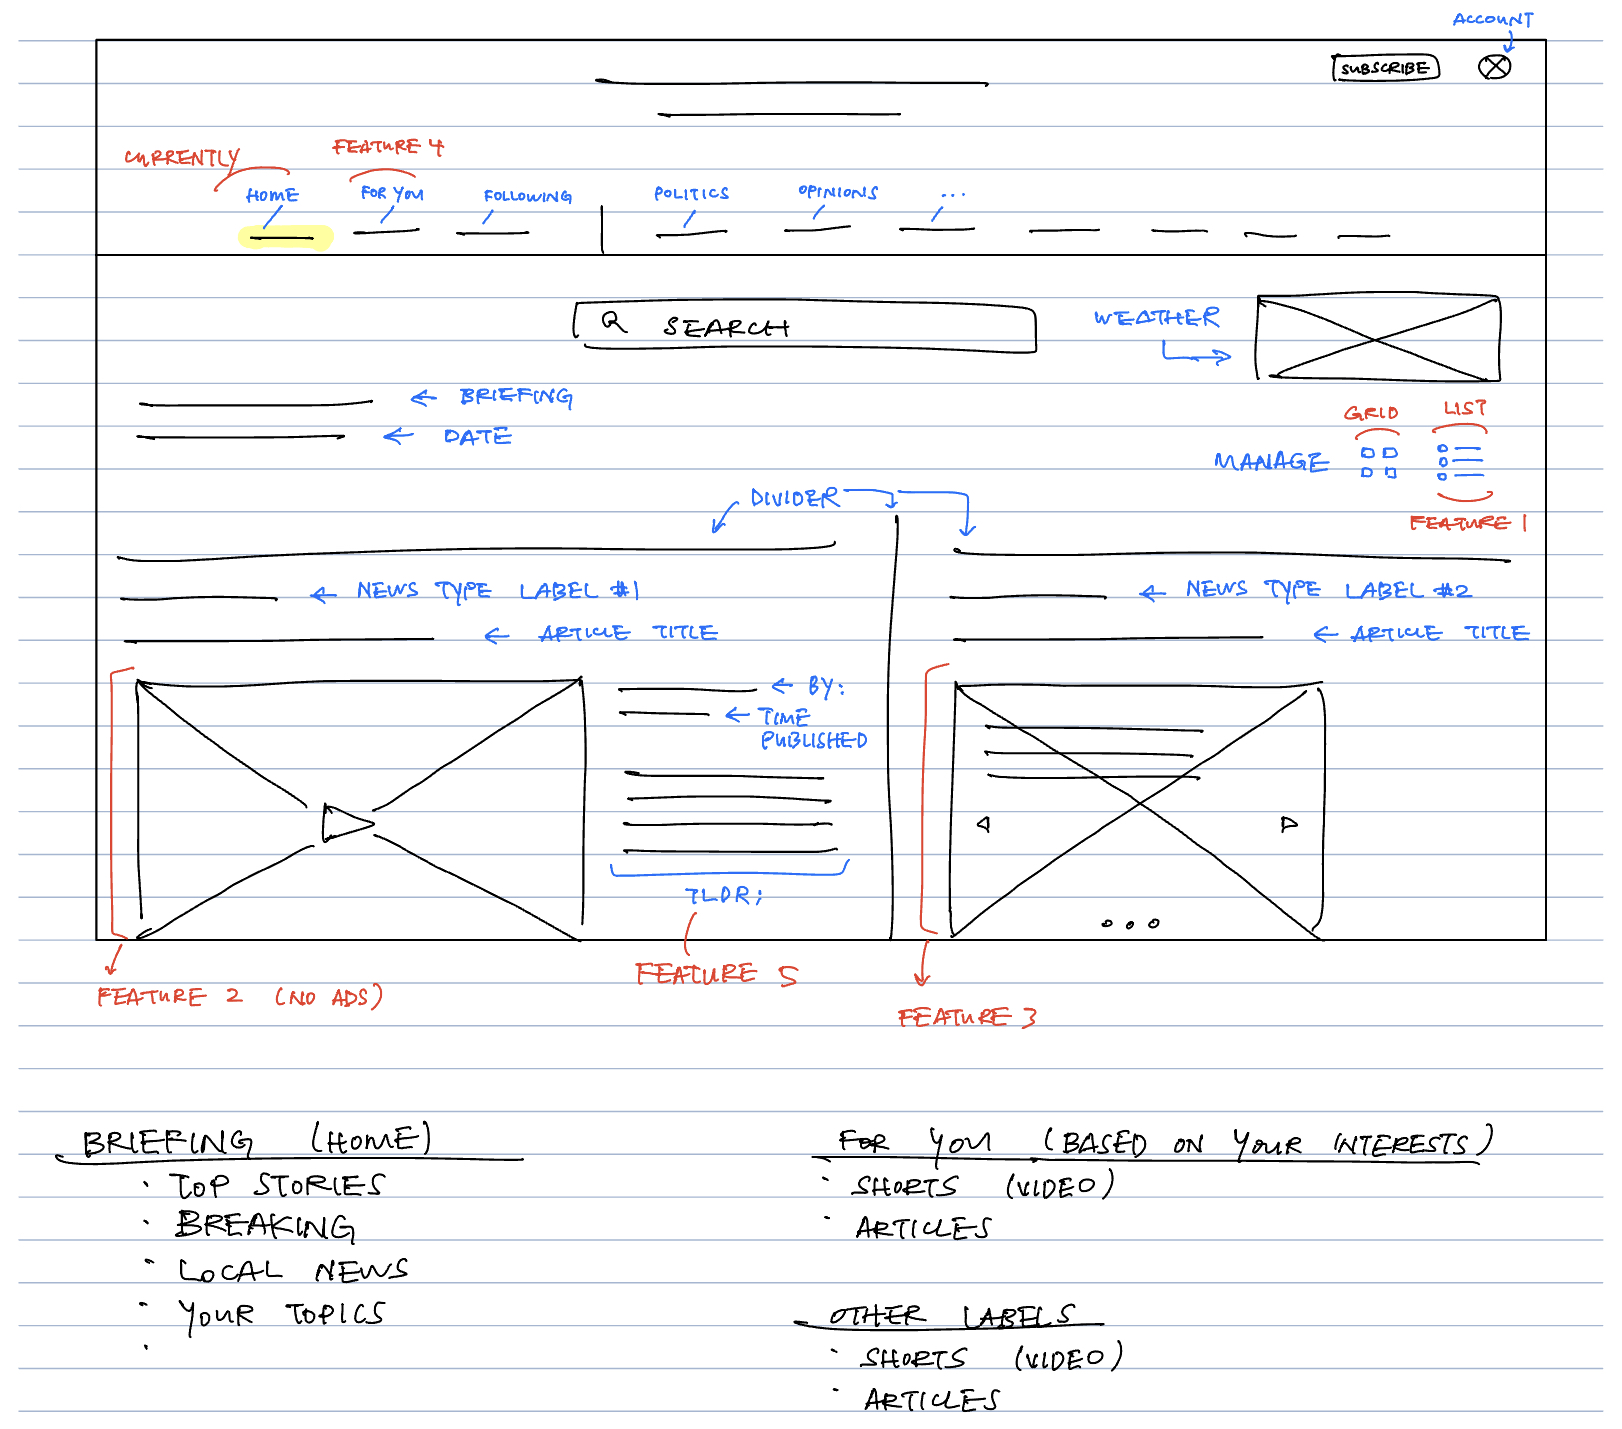 ACCOUNT
SUBSCRIBE
CURRENTLY
FEATURE 4
HOME
FOR YOU
FOLLOWING
POLITICS
OPINIONS
...
SEARCH
WEATHER
BRIEFING
DATE
GRID
LIST
MANAGE
FEATURE 1
DIVIDER
NEWS TYPE LABEL #1
NEWS TYPE LABEL #2
ARTICLE TITLE
ARTICLE TITLE
BY:
TIME
PUBLISHED
TLDR;
FEATURE 5
FEATURE 2 (NO ADS)
FEATURE 3
BRIEFING (HOME)
· TOP STORIES
· BREAKING
· LOCAL NEWS
· YOUR TOPICS
·
FOR YOU (BASED ON YOUR INTERESTS)
· SHORTS (VIDEO)
· ARTICLES
OTHER LABELS
· SHORTS (VIDEO)
· ARTICLES